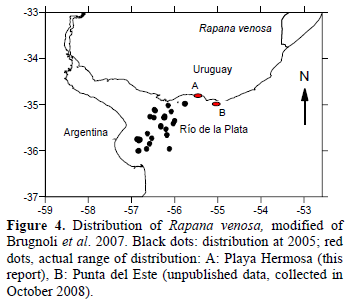 -33
Rapana venosa
-34
Uruguay
A
N
-35
B
Argentina
Río de la Plata
-36
-37
-59 -58 -57 -56 -55 -54 -53
Figure 4. Distribution of Rapana venosa, modified of
Brugnoli et al. 2007. Black dots: distribution at 2005; red
dots, actual range of distribution: A: Playa Hermosa (this
report), B: Punta del Este (unpublished data, collected in
October 2008).